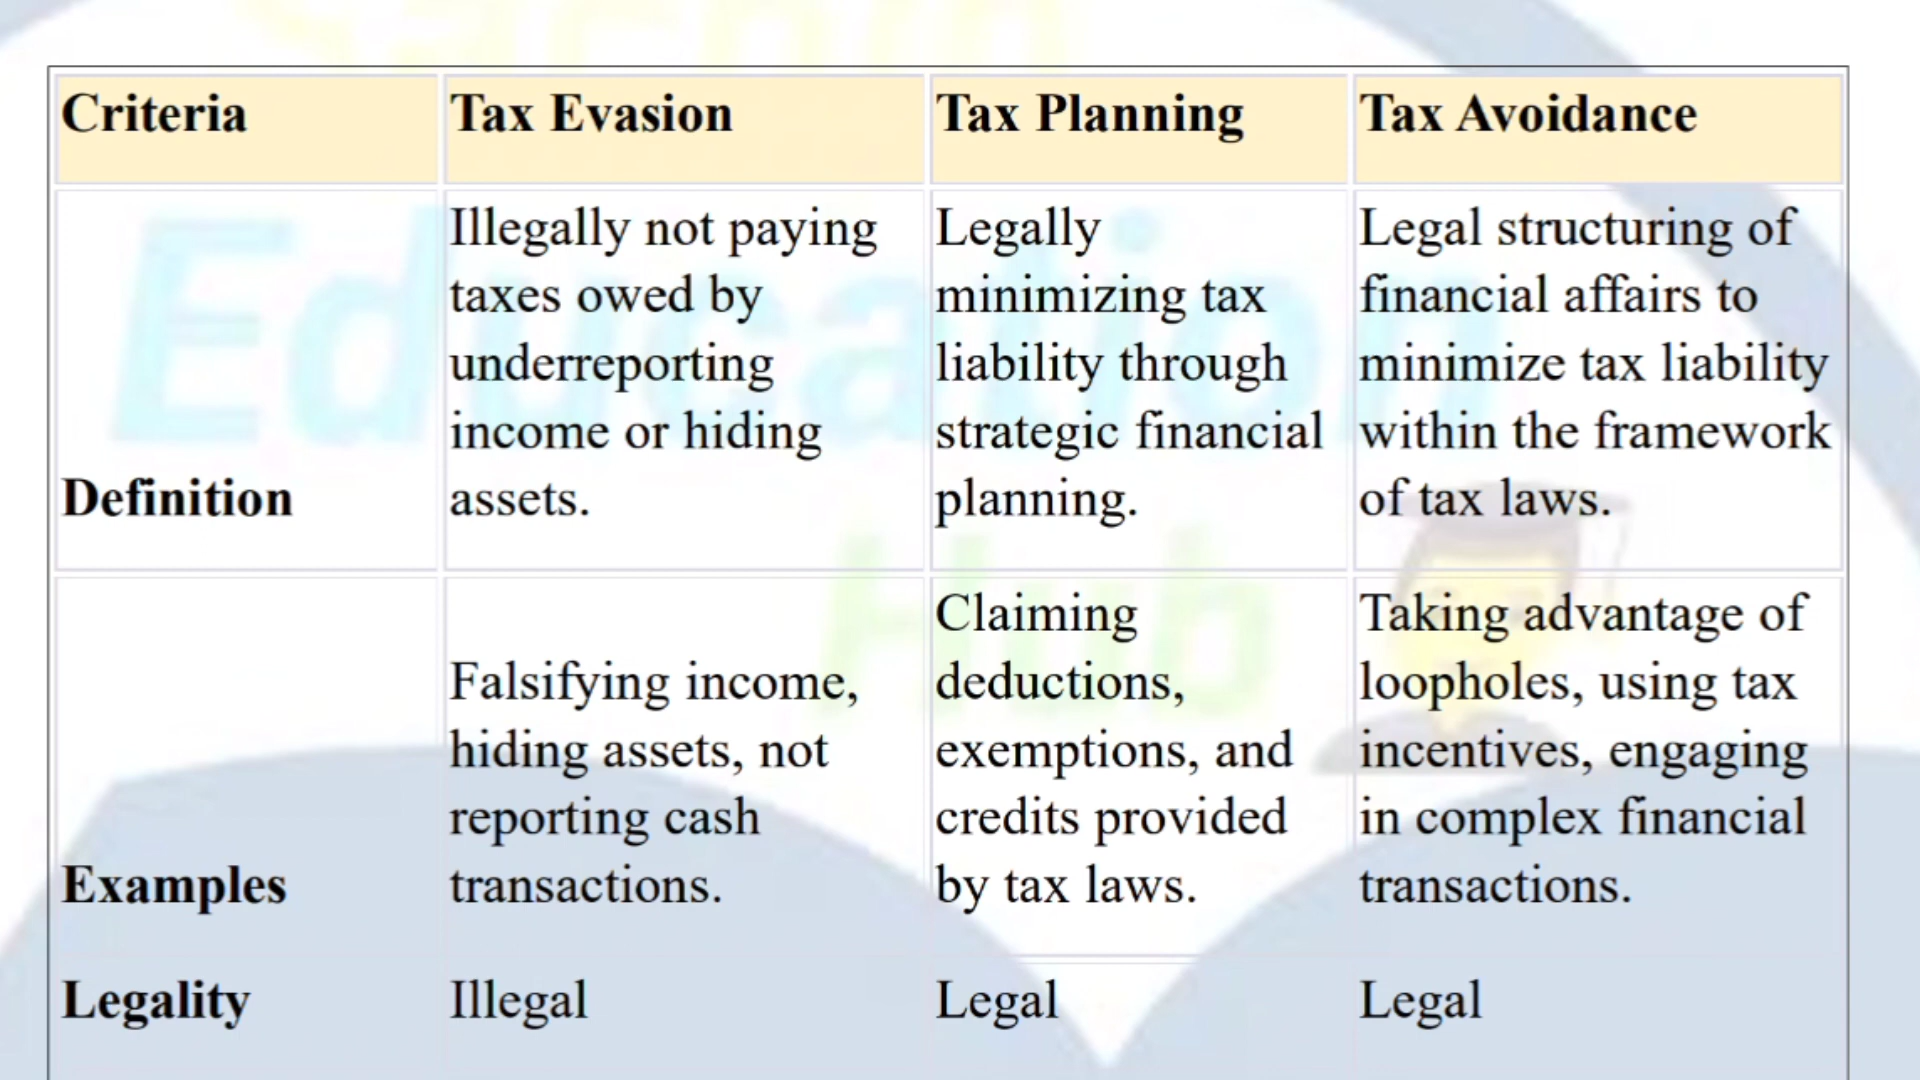 Sachin
Education
Hub
Criteria
Tax Evasion
Tax Planning
Tax Avoidance
Definition
Illegally not paying
taxes owed by
underreporting
income or hiding
assets.
Legally
minimizing tax
liability through
strategic financial
planning.
Legal structuring of
financial affairs to
minimize tax liability
within the framework
of tax laws.
Examples
Falsifying income,
hiding assets, not
reporting cash
transactions.
Claiming
deductions,
exemptions, and
credits provided
by tax laws.
Taking advantage of
loopholes, using tax
incentives, engaging
in complex financial
transactions.
Legality
Illegal
Legal
Legal